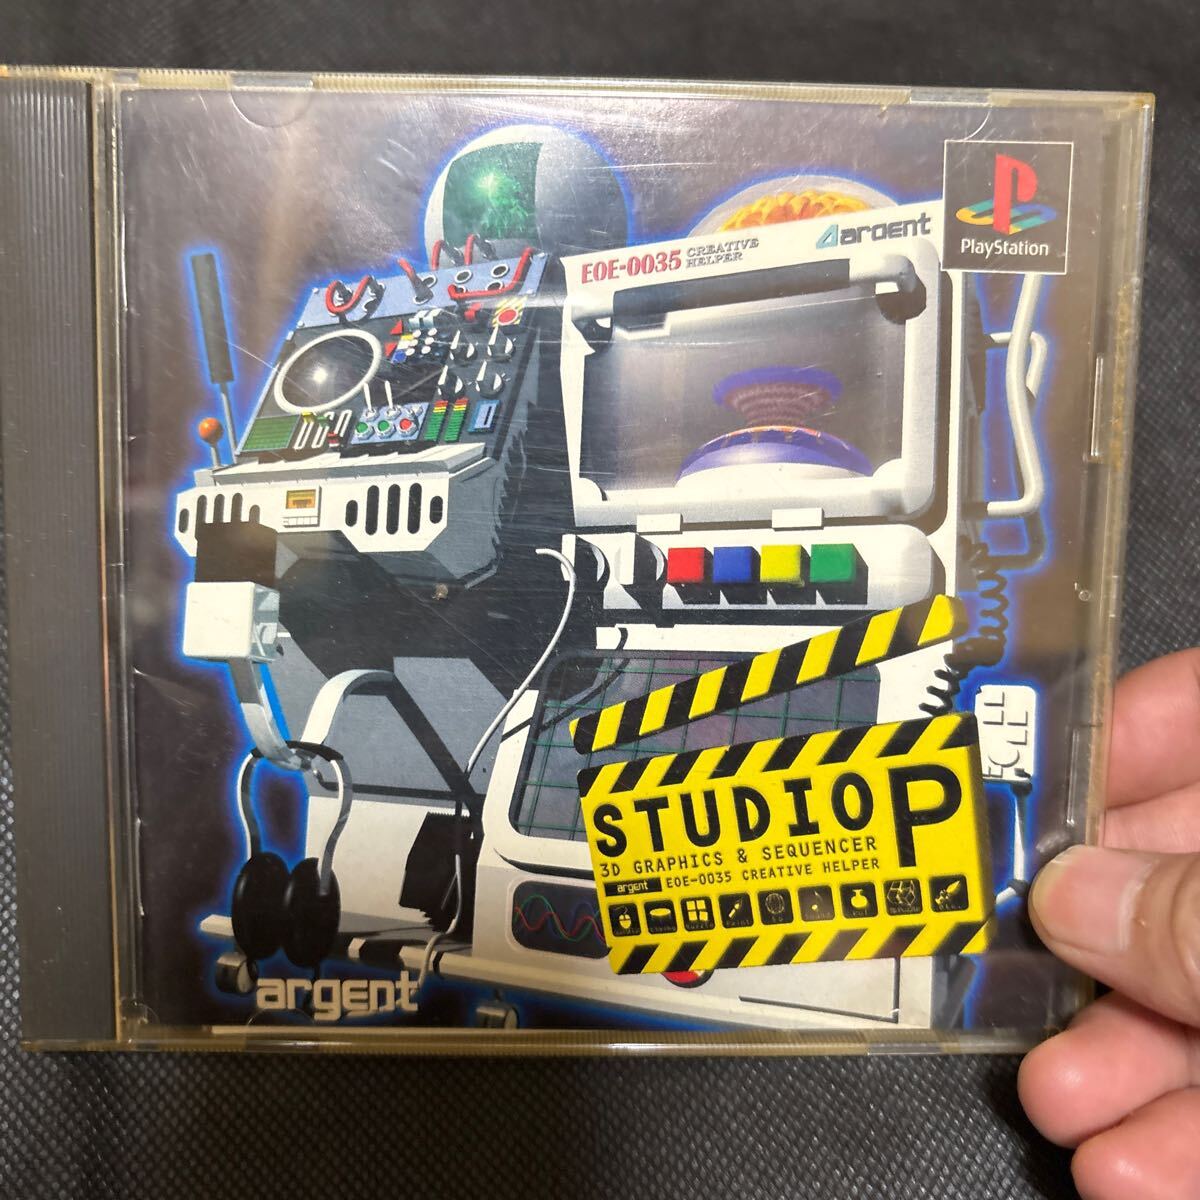 PlayStation
EOE-0035 CREATIVE HELPER
argent
STUDIO P
3D GRAPHICS & SEQUENCER
argent EOE-0035 CREATIVE HELPER
argent